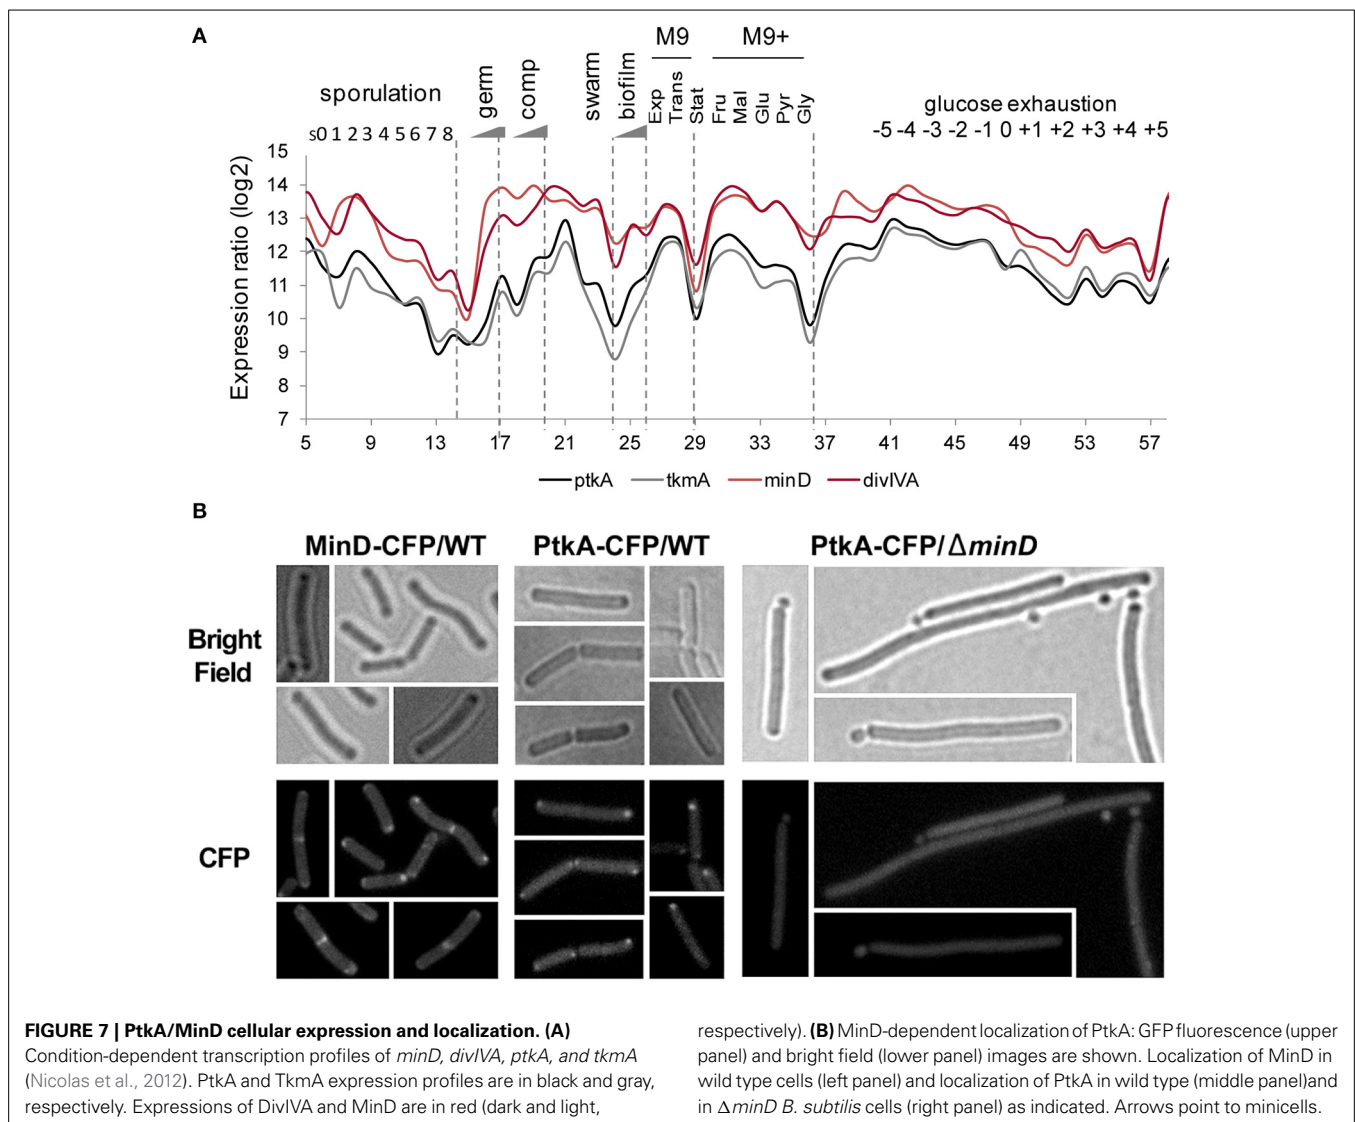 A
M9 M9+
germ
comp
swarm
biofilm
Exp
Trans
Stat
Fru
Mal
Glu
Pyr
Gly
sporulation
s0 1 2 3 4 5 6 7 8
glucose exhaustion
-5 -4 -3 -2 -1 0 +1 +2 +3 +4 +5
Expression ratio (log2)
15
14
13
12
11
10
9
8
7
5 9 13 17 21 25 29 33 37 41 45 49 53 57
ptkA tkmA minD divIVA
B
MinD-CFP/WT PtkA-CFP/WT PtkA-CFP/ΔminD
Bright
Field
CFP
FIGURE 7 | PtkA/MinD cellular expression and localization. (A)
Condition-dependent transcription profiles of minD, divIVA, ptkA, and tkmA
(Nicolas et al., 2012). PtkA and TkmA expression profiles are in black and gray,
respectively. Expressions of DivIVA and MinD are in red (dark and light,
respectively). (B) MinD-dependent localization of PtkA: GFP fluorescence (upper
panel) and bright field (lower panel) images are shown. Localization of MinD in
wild type cells (left panel) and localization of PtkA in wild type (middle panel)and
in ΔminD B. subtilis cells (right panel) as indicated. Arrows point to minicells.